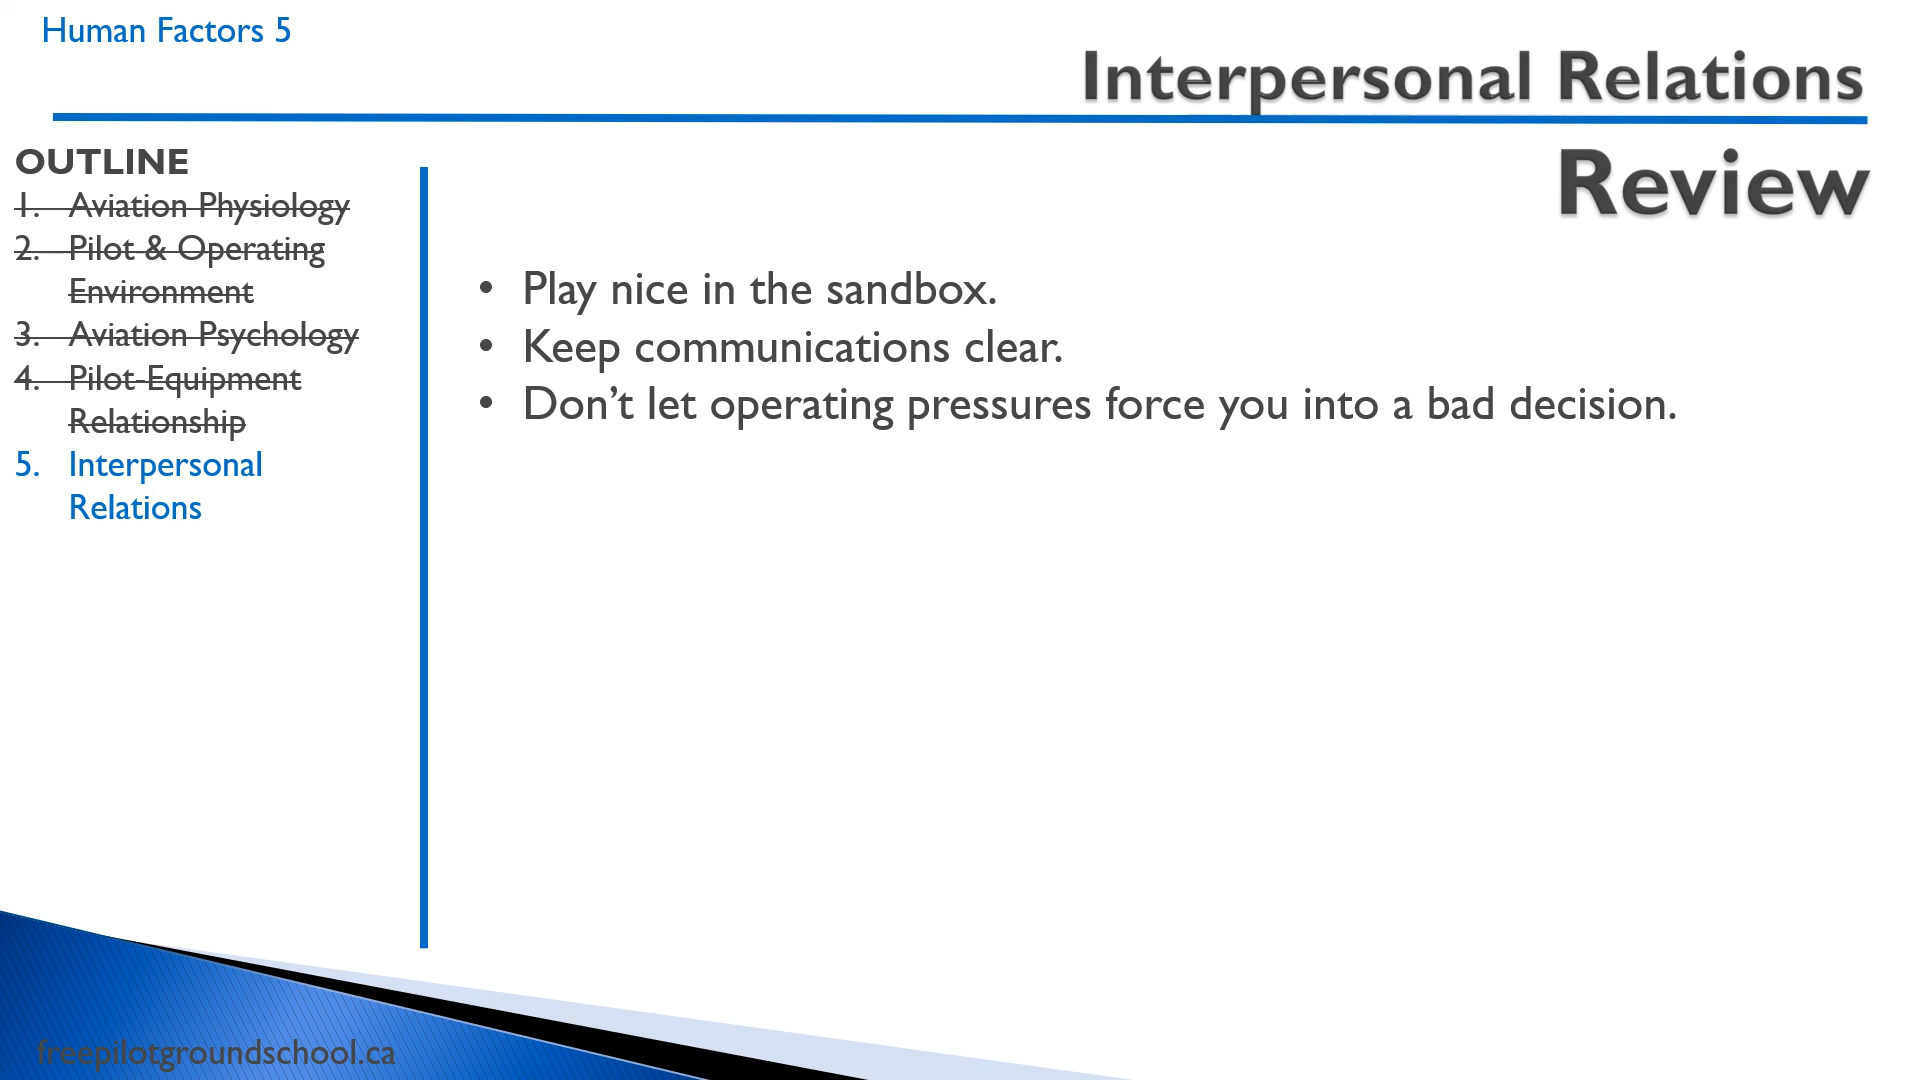 Human Factors 5
Interpersonal Relations
Review
OUTLINE
1. Aviation Physiology
2. Pilot & Operating
Environment
3. Aviation Psychology
4. Pilot-Equipment
Relationship
5. Interpersonal
Relations
• Play nice in the sandbox.
• Keep communications clear.
• Don’t let operating pressures force you into a bad decision.
freepilotgroundschool.ca